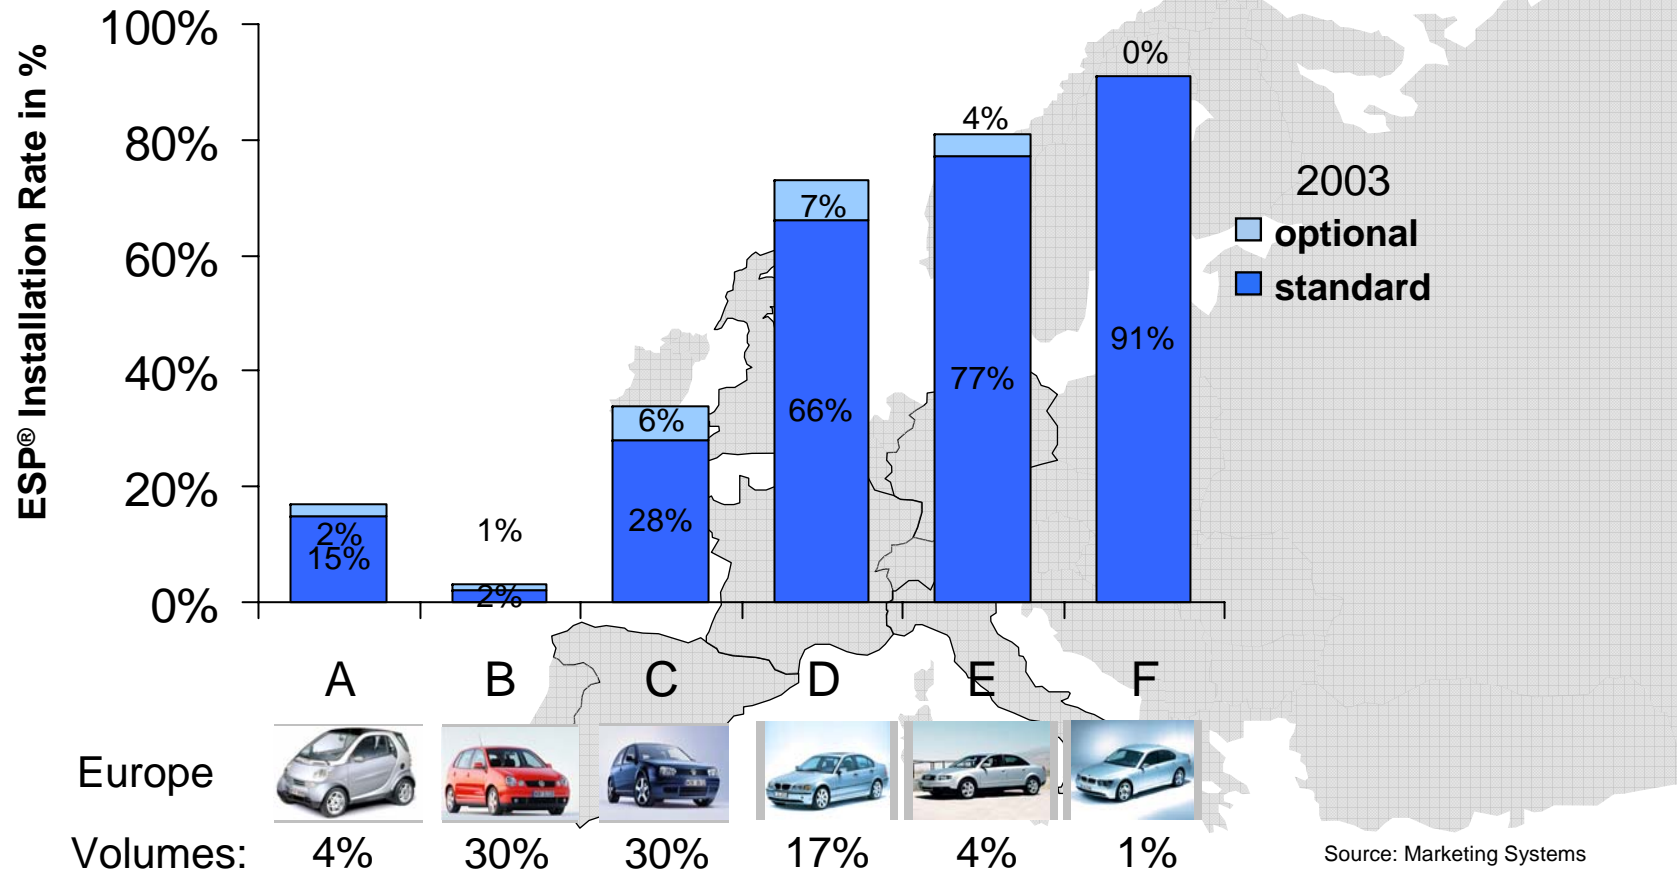 ESP® Installation Rate in %
100%
80%
60%
40%
20%
0%
2%
15%
1%
2%
6%
28%
7%
66%
4%
77%
0%
91%
2003
optional
standard
A B C D E F
Europe
Volumes: 4% 30% 30% 17% 4% 1%
Source: Marketing Systems